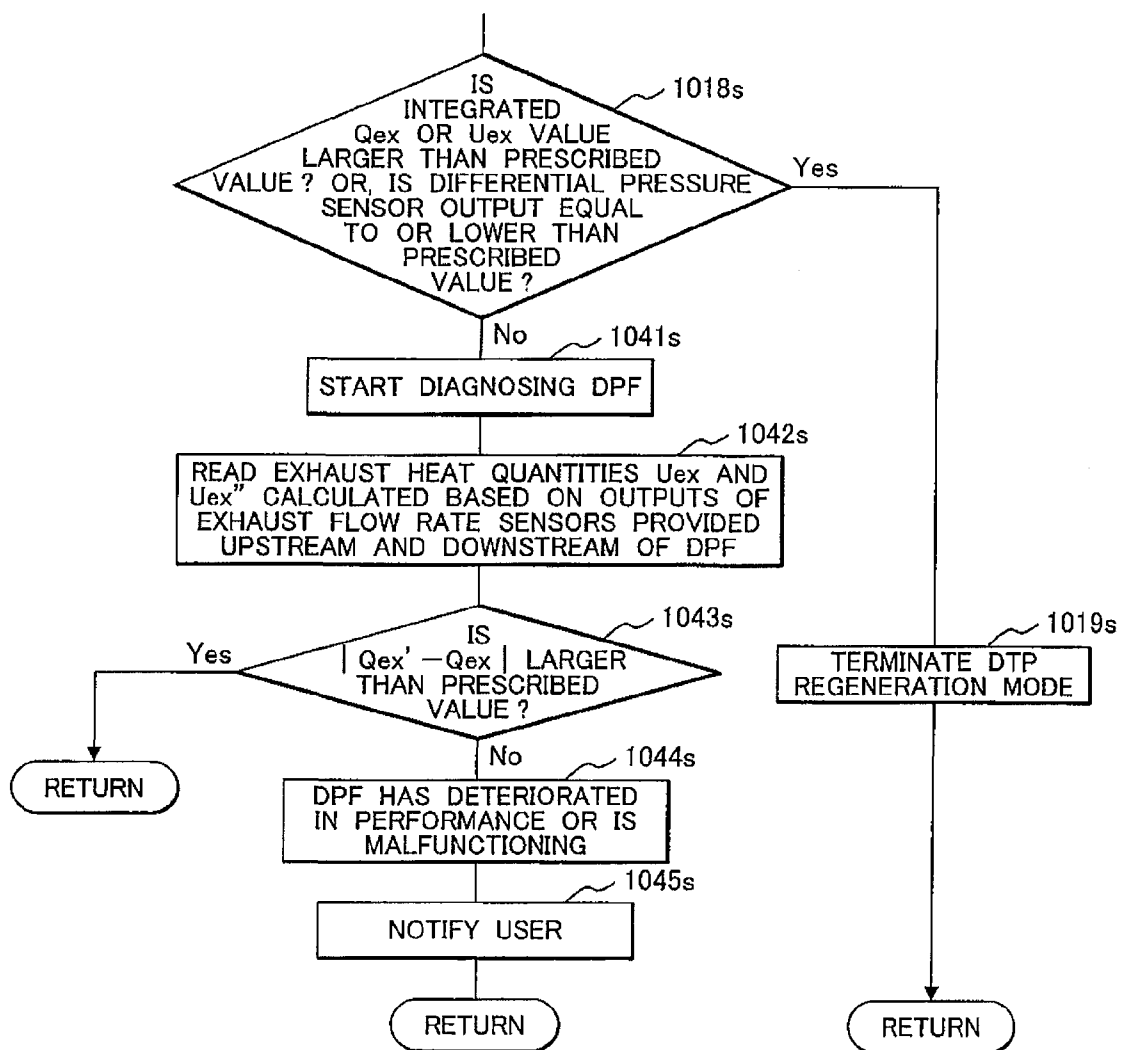 IS
INTEGRATED
Qex OR Uex VALUE
LARGER THAN PRESCRIBED
VALUE? OR, IS DIFFERENTIAL PRESSURE
SENSOR OUTPUT EQUAL
TO OR LOWER THAN
PRESCRIBED
VALUE?
1018s
Yes
No
1041s
START DIAGNOSING DPF
1042s
READ EXHAUST HEAT QUANTITIES Uex AND
Uex" CALCULATED BASED ON OUTPUTS OF
EXHAUST FLOW RATE SENSORS PROVIDED
UPSTREAM AND DOWNSTREAM OF DPF
1043s
IS
| Qex' −Qex | LARGER
THAN PRESCRIBED
VALUE?
Yes
RETURN
No
1044s
DPF HAS DETERIORATED
IN PERFORMANCE OR IS
MALFUNCTIONING
1045s
NOTIFY USER
RETURN
1019s
TERMINATE DTP
REGENERATION MODE
RETURN